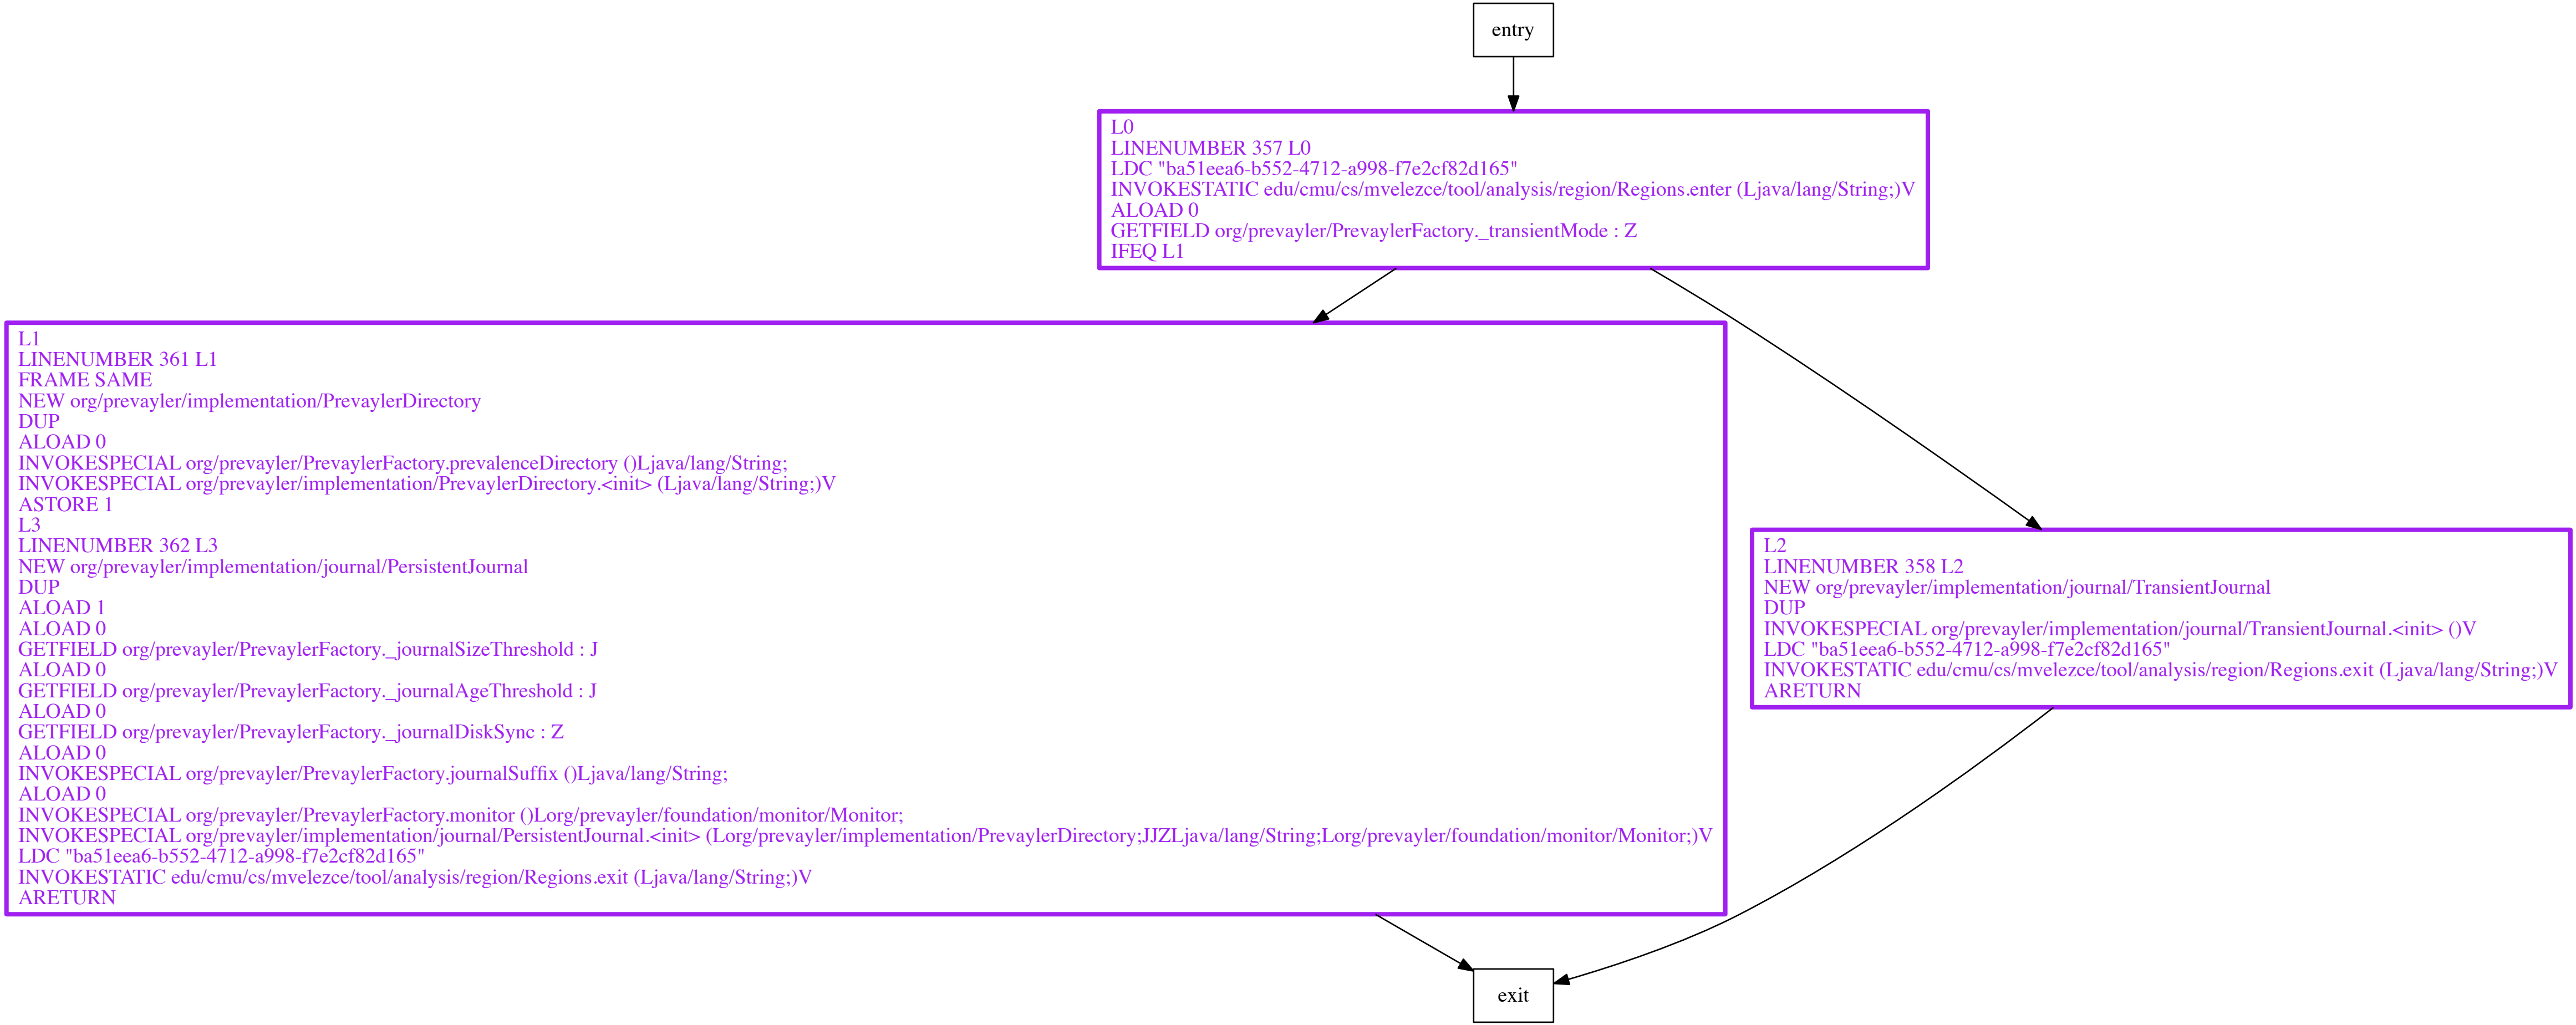 entry
L0
LINENUMBER 357 L0
LDC "ba51eea6-b552-4712-a998-f7e2cf82d165"
INVOKESTATIC edu/cmu/cs/mvelezce/tool/analysis/region/Regions.enter (Ljava/lang/String;)V
ALOAD 0
GETFIELD org/prevayler/PrevaylerFactory._transientMode : Z
IFEQ L1
L1
LINENUMBER 361 L1
FRAME SAME
NEW org/prevayler/implementation/PrevaylerDirectory
DUP
ALOAD 0
INVOKESPECIAL org/prevayler/PrevaylerFactory.prevalenceDirectory ()Ljava/lang/String;
INVOKESPECIAL org/prevayler/implementation/PrevaylerDirectory.<init> (Ljava/lang/String;)V
ASTORE 1
L3
LINENUMBER 362 L3
NEW org/prevayler/implementation/journal/PersistentJournal
DUP
ALOAD 1
ALOAD 0
GETFIELD org/prevayler/PrevaylerFactory._journalSizeThreshold : J
ALOAD 0
GETFIELD org/prevayler/PrevaylerFactory._journalAgeThreshold : J
ALOAD 0
GETFIELD org/prevayler/PrevaylerFactory._journalDiskSync : Z
ALOAD 0
INVOKESPECIAL org/prevayler/PrevaylerFactory.journalSuffix ()Ljava/lang/String;
ALOAD 0
INVOKESPECIAL org/prevayler/PrevaylerFactory.monitor ()Lorg/prevayler/foundation/monitor/Monitor;
INVOKESPECIAL org/prevayler/implementation/journal/PersistentJournal.<init> (Lorg/prevayler/implementation/PrevaylerDirectory;JJZLjava/lang/String;Lorg/prevayler/foundation/monitor/Monitor;)V
LDC "ba51eea6-b552-4712-a998-f7e2cf82d165"
INVOKESTATIC edu/cmu/cs/mvelezce/tool/analysis/region/Regions.exit (Ljava/lang/String;)V
ARETURN
L2
LINENUMBER 358 L2
NEW org/prevayler/implementation/journal/TransientJournal
DUP
INVOKESPECIAL org/prevayler/implementation/journal/TransientJournal.<init> ()V
LDC "ba51eea6-b552-4712-a998-f7e2cf82d165"
INVOKESTATIC edu/cmu/cs/mvelezce/tool/analysis/region/Regions.exit (Ljava/lang/String;)V
ARETURN
exit